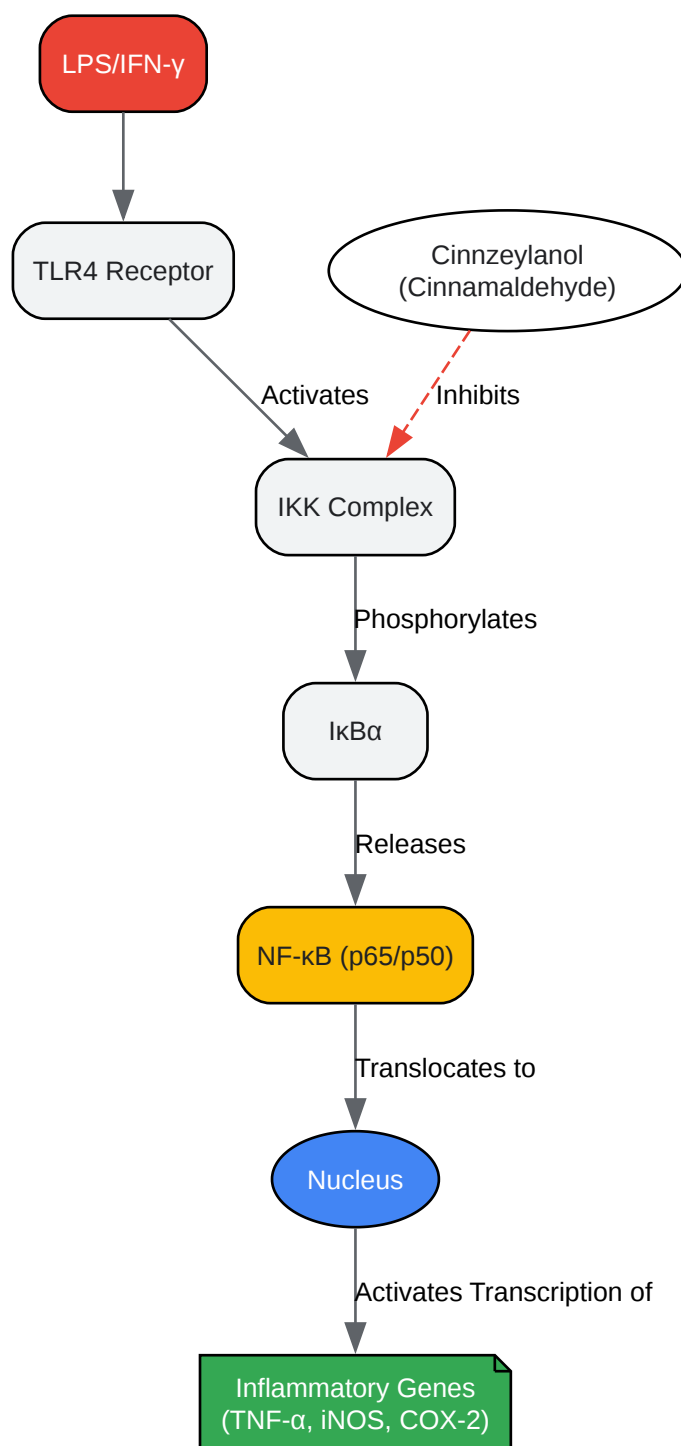 LPS/IFN-γ
TLR4 Receptor
Cinnzeylanol
(Cinnamaldehyde)
Activates
Inhibits
IKK Complex
Phosphorylates
IκBα
Releases
NF-κB (p65/p50)
Translocates to
Nucleus
Activates Transcription of
Inflammatory Genes
(TNF-α, iNOS, COX-2)